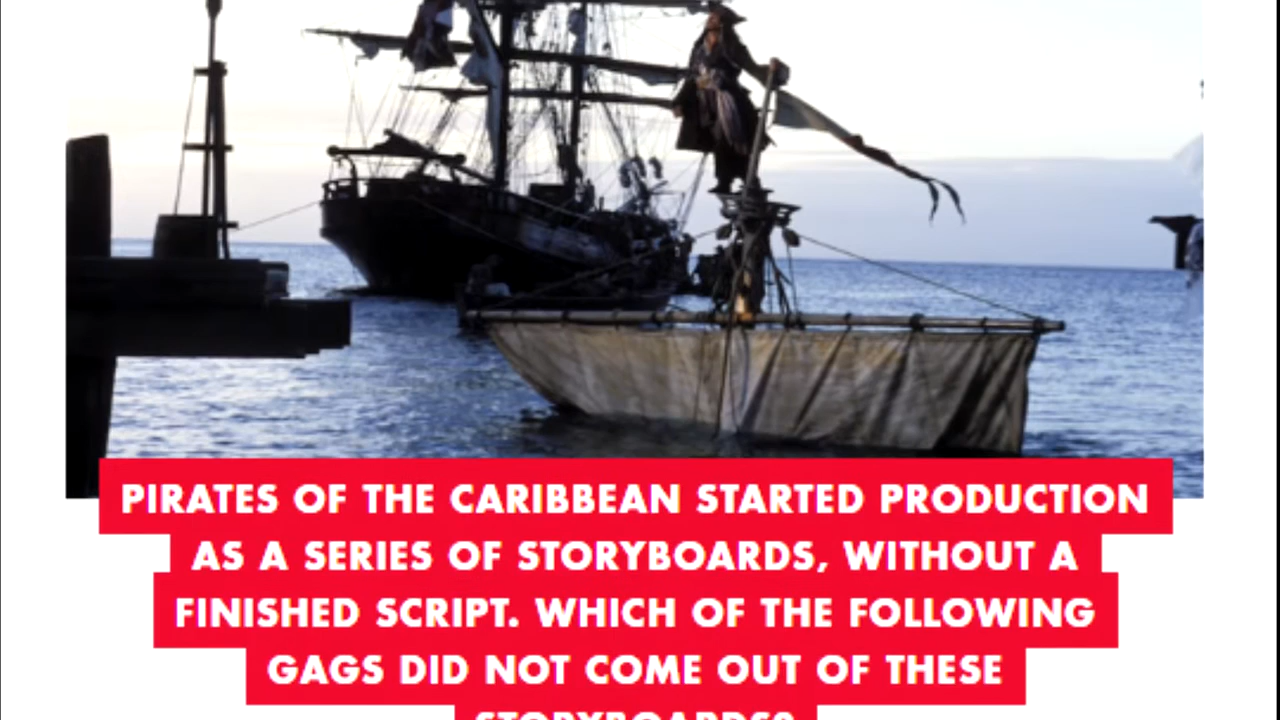 PIRATES OF THE CARIBBEAN STARTED PRODUCTION
AS A SERIES OF STORYBOARDS, WITHOUT A
FINISHED SCRIPT. WHICH OF THE FOLLOWING
GAGS DID NOT COME OUT OF THESE
STORYBOARDS?